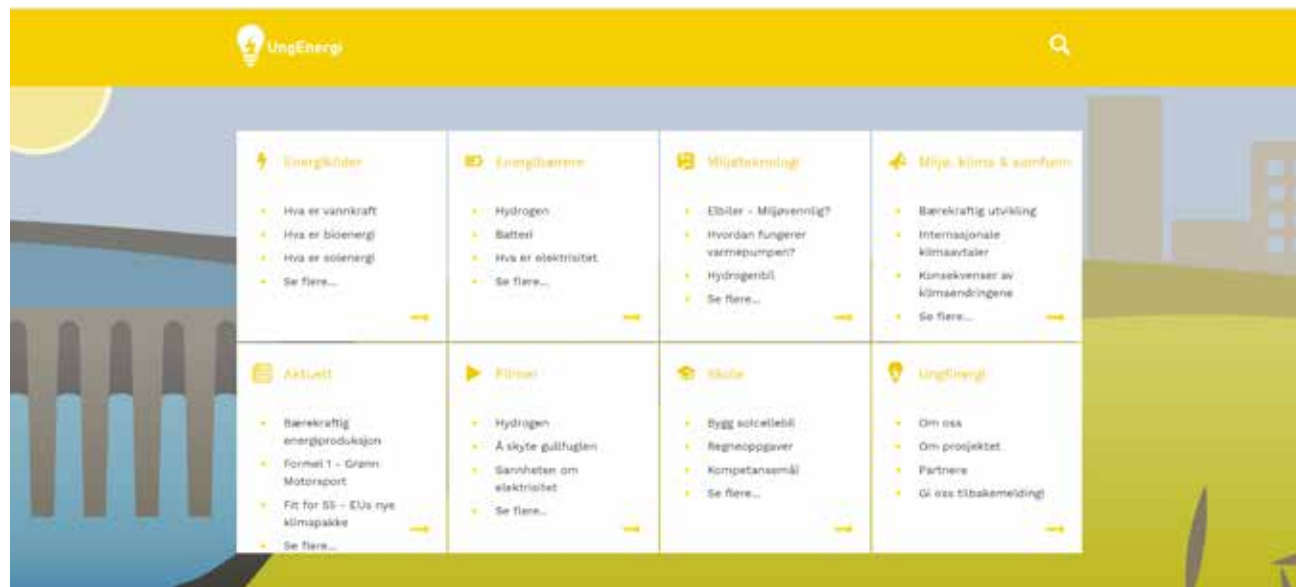 UngEnergi
Energikilder
Hva er vannkraft
Hva er bioenergi
Hva er solenergi
Se flere...
Energibærere
Hydrogen
Batteri
Hva er elektrisitet
Se flere...
Miljøteknologi
Elbiler - Miljøvennlig?
Hvordan fungerer
varmepumpen?
Hydrogenbil
Se flere...
Miljø, klima & samfunn
Bærekraftig utvikling
Internasjonale
klimaavtaler
Konsekvenser av
klimaendringene
Se flere...
Aktuelt
Bærekraftig
energiproduksjon
Formel 1 - Grønn
Motorsport
Fit for 55 - EUs nye
klimapakke
Se flere...
Filmer
Hydrogen
Å skyte gullfuglen
Sannheten om
elektrisitet
Se flere...
Skole
Bygg solcellebil
Regneoppgaver
Kompetansemål
Se flere...
UngEnergi
Om oss
Om prosjektet
Partnere
Gi oss tilbakemelding!